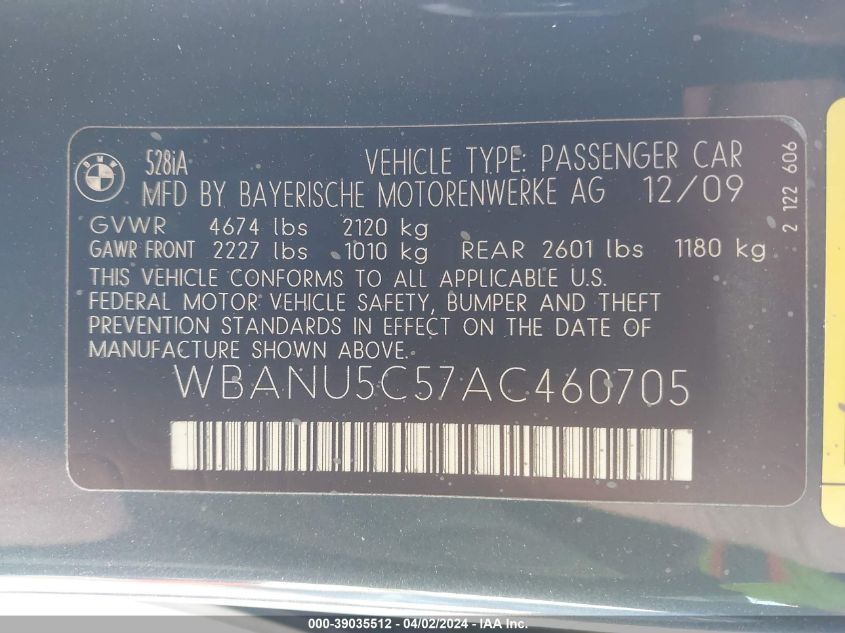 BMW
528iA VEHICLE TYPE: PASSENGER CAR
MFD BY BAYERISCHE MOTORENWERKE AG 12/09
GVWR 4674 lbs 2120 kg
GAWR FRONT 2227 lbs 1010 kg REAR 2601 lbs 1180 kg
THIS VEHICLE CONFORMS TO ALL APPLICABLE U.S.
FEDERAL MOTOR VEHICLE SAFETY, BUMPER AND THEFT
PREVENTION STANDARDS IN EFFECT ON THE DATE OF
MANUFACTURE SHOWN ABOVE.
WBANU5C57AC460705
2 122 606
000-39035512 - 04/02/2024 - IAA Inc.